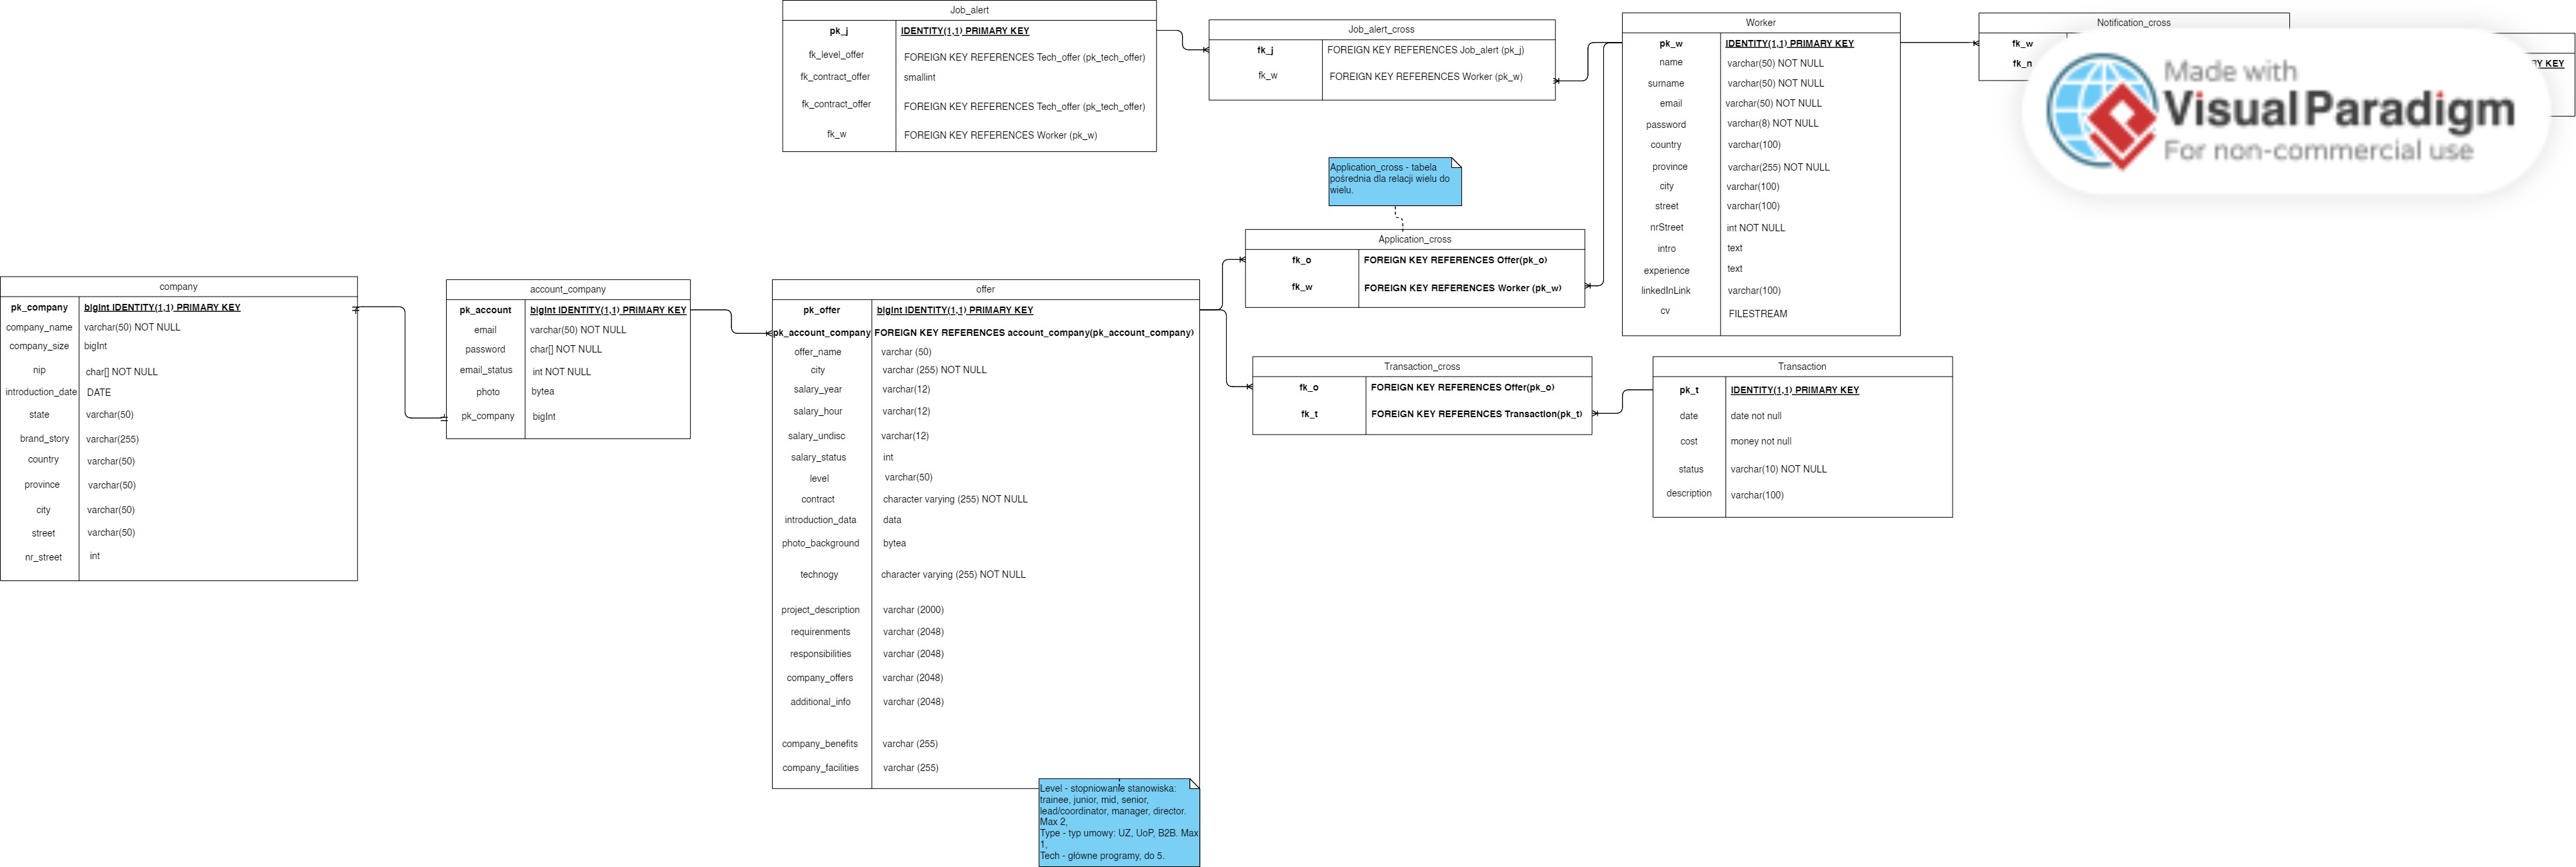 Job_alert
pk_j IDENTITY(1,1) PRIMARY KEY
fk_level_offer FOREIGN KEY REFERENCES Tech_offer (pk_tech_offer)
fk_contract_offer smallint
fk_contract_offer FOREIGN KEY REFERENCES Tech_offer (pk_tech_offer)
fk_w FOREIGN KEY REFERENCES Worker (pk_w)
Job_alert_cross
fk_j FOREIGN KEY REFERENCES Job_alert (pk_j)
fk_w FOREIGN KEY REFERENCES Worker (pk_w)
Worker
pk_w IDENTITY(1,1) PRIMARY KEY
name varchar(50) NOT NULL
surname varchar(50) NOT NULL
email varchar(50) NOT NULL
password varchar(8) NOT NULL
country varchar(100)
province varchar(255) NOT NULL
city varchar(100)
street varchar(100)
nrStreet int NOT NULL
intro text
experience text
linkedInLink varchar(100)
cv FILESTREAM
Notification_cross
fk_w
fk_n
KEY
Made with
Visual Paradigm
For non-commercial use
Application_cross - tabela
pośrednia dla relacji wielu do
wielu.
Application_cross
fk_o FOREIGN KEY REFERENCES Offer(pk_o)
fk_w FOREIGN KEY REFERENCES Worker (pk_w)
company
pk_company bigInt IDENTITY(1,1) PRIMARY KEY
company_name varchar(50) NOT NULL
company_size bigInt
nip char[] NOT NULL
introduction_date DATE
state varchar(50)
brand_story varchar(255)
country varchar(50)
province varchar(50)
city varchar(50)
street varchar(50)
nr_street int
account_company
pk_account bigInt IDENTITY(1,1) PRIMARY KEY
email varchar(50) NOT NULL
password char[] NOT NULL
email_status int NOT NULL
photo bytea
pk_company bigInt
offer
pk_offer bigInt IDENTITY(1,1) PRIMARY KEY
pk_account_company FOREIGN KEY REFERENCES account_company(pk_account_company)
offer_name varchar (50)
city varchar (255) NOT NULL
salary_year varchar(12)
salary_hour varchar(12)
salary_undisc varchar(12)
salary_status int
level varchar(50)
contract character varying (255) NOT NULL
introduction_data data
photo_background bytea
technogy character varying (255) NOT NULL
project_description varchar (2000)
requirenments varchar (2048)
responsibilities varchar (2048)
company_offers varchar (2048)
additional_info varchar (2048)
company_benefits varchar (255)
company_facilities varchar (255)
Level - stopniowanie stanowiska:
trainee, junior, mid, senior,
lead/coordinator, manager, director.
Max 2,
Type - typ umowy: UZ, UoP, B2B. Max
1,
Tech - główne programy, do 5.
Transaction_cross
fk_o FOREIGN KEY REFERENCES Offer(pk_o)
fk_t FOREIGN KEY REFERENCES Transaction(pk_t)
Transaction
pk_t IDENTITY(1,1) PRIMARY KEY
date date not null
cost money not null
status varchar(10) NOT NULL
description varchar(100)